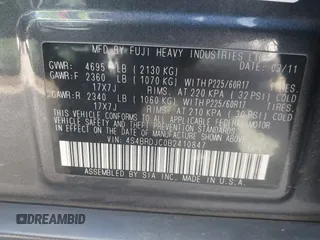 MFD. BY FUJI HEAVY INDUSTRIES LTD.
GVWR: 4695 LB (2130 KG) DATE: 03/11
GAWR:F 2360 LB (1070 KG) WITH P225/60R17
17X7J RIMS. AT 220 KPA ( 32 PSI) COLD
GAWR:R 2340 LB (1060 KG) WITH P225/60R17 TIRES.
17X7J RIMS. AT 210 KPA ( 30 PSI) COLD
THIS VEHICLE CONFORMS TO ALL APPLICABLE
FEDERAL MOTOR VEHICLE SAFETY, BUMPER,
AND THEFT PREVENTION STANDARDS IN EFFECT
ON THE DATE OF MANUFACTURE
SHOWN ABOVE.
4S4BRDJC0B2410847
ASSEMBLED BY SIA INC. MADE IN U.S.A.
DREAMBID